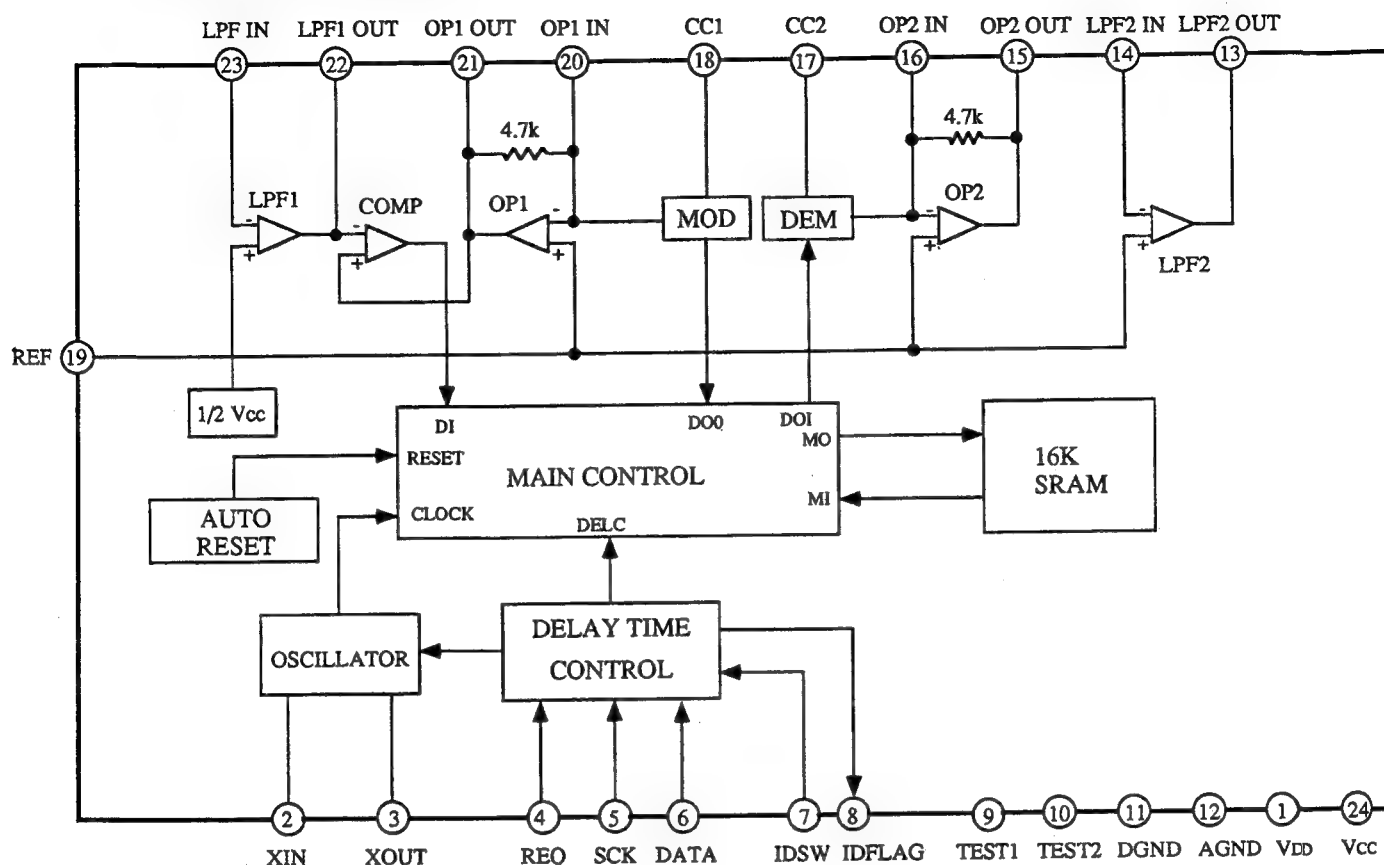 LPF IN LPF1 OUT OP1 OUT OP1 IN CC1 CC2 OP2 IN OP2 OUT LPF2 IN LPF2 OUT
23 22 21 20 18 17 16 15 14 13
4.7k 4.7k
LPF1 COMP OP1 MOD DEM OP2 LPF2
- + - + - + - + - +
REF 19
1/2 Vcc
DI DO0 DOI
MO
RESET
MAIN CONTROL
MI
CLOCK
DELC
16K
SRAM
AUTO
RESET
OSCILLATOR
DELAY TIME
CONTROL
2 3 4 5 6 7 8 9 10 11 12 1 24
XIN XOUT REO SCK DATA IDSW IDFLAG TEST1 TEST2 DGND AGND VDD VCC